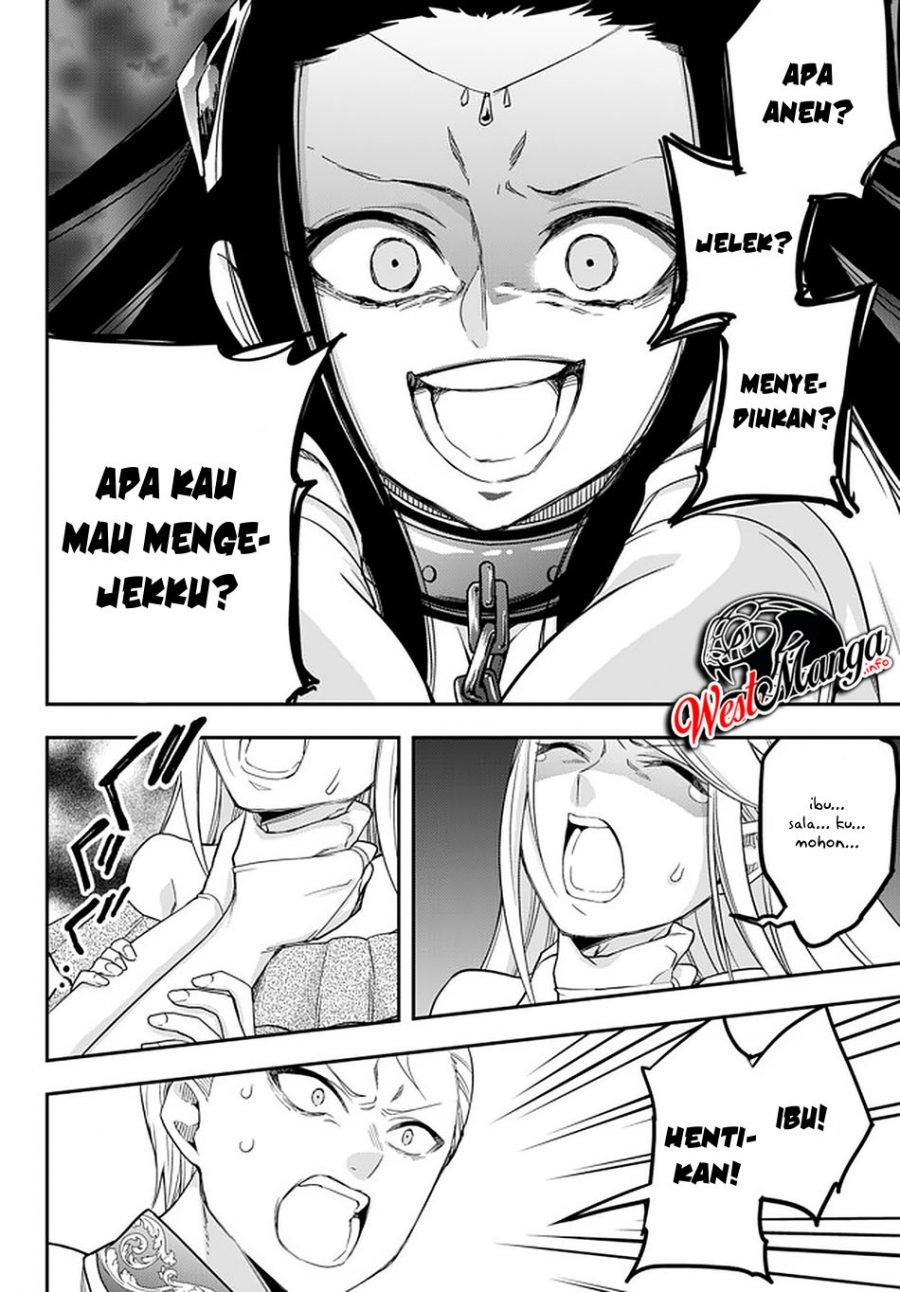 APA
ANEH?
JELEK?
MENYE-
DIHKAN?
APA KAU
MAU MENGE-
JEKKU?
WestManga
.info
ibu...
sala... ku
mohon...
IBU!
HENTI-
KAN!